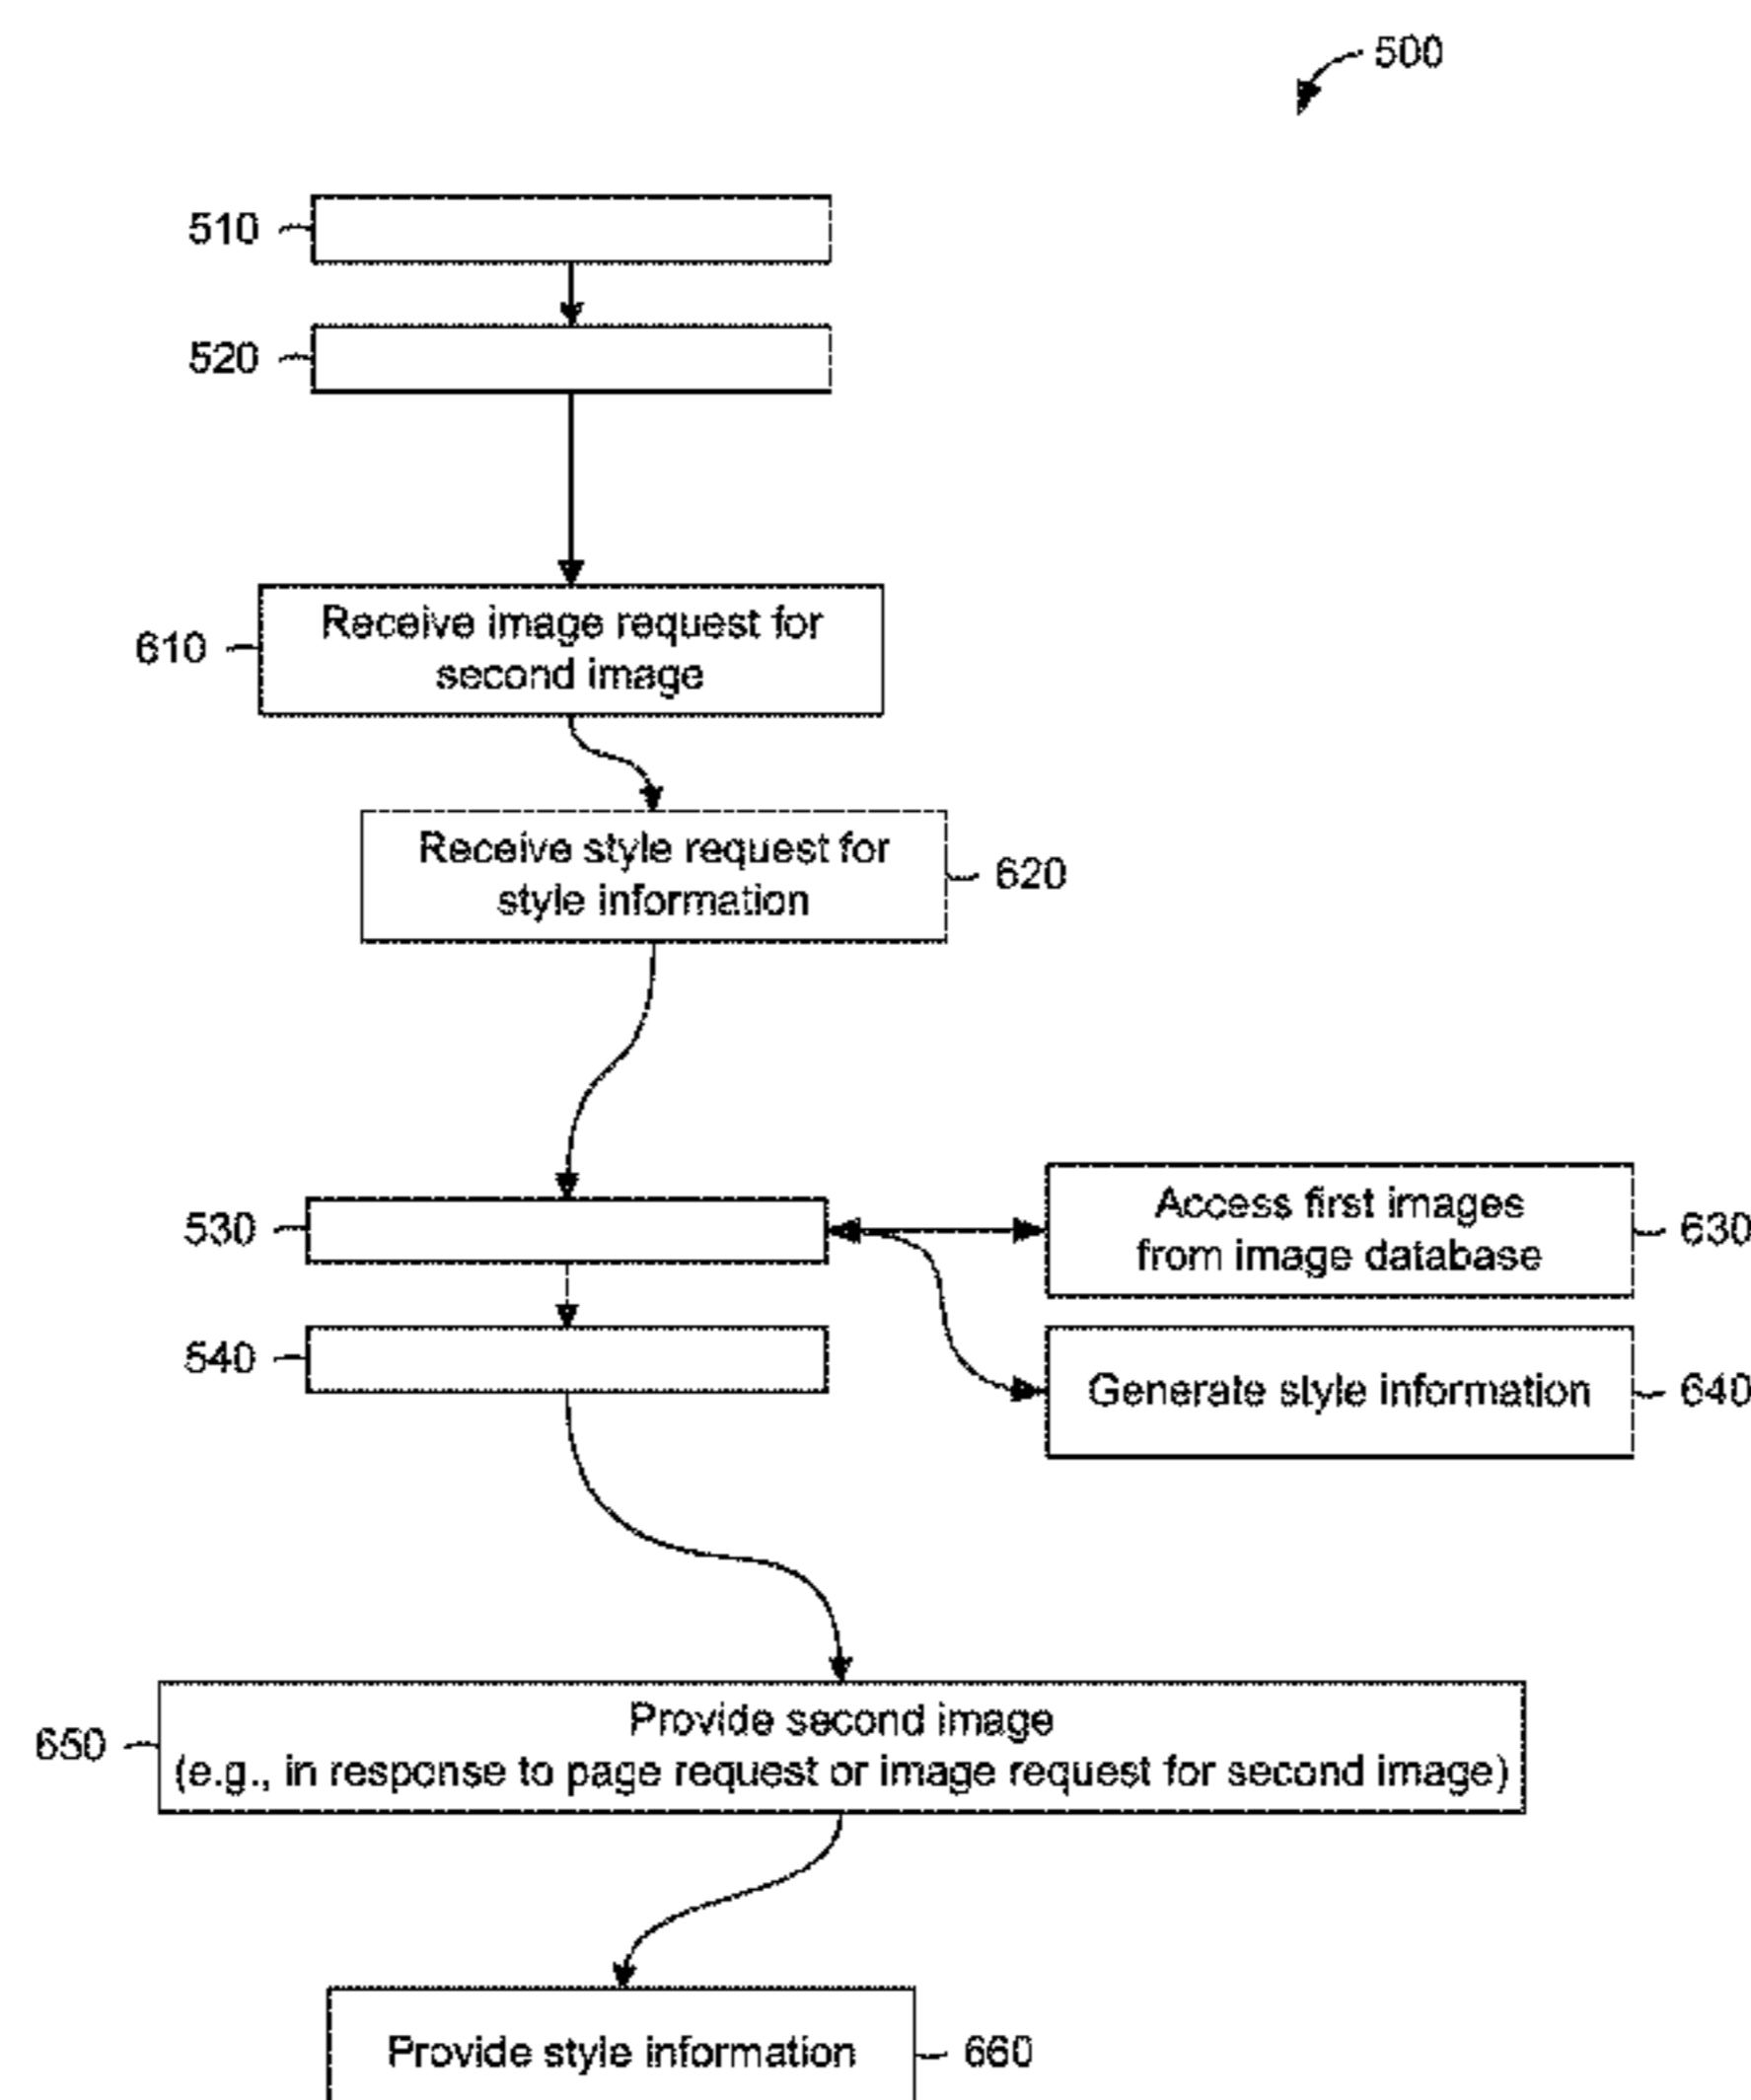 500
510
520
610
Receive image request for
second image
Receive style request for
style information
620
530
Access first images
from image database
630
540
Generate style information
640
650
Provide second image
(e.g., in response to page request or image request for second image)
Provide style information
660